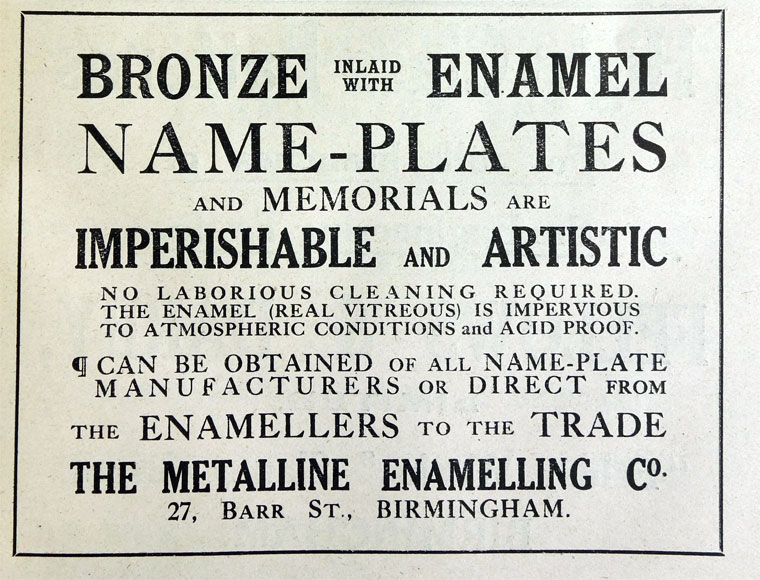 BRONZE INLAID WITH ENAMEL
NAME-PLATES
AND MEMORIALS ARE
IMPERISHABLE AND ARTISTIC
NO LABORIOUS CLEANING REQUIRED.
THE ENAMEL (REAL VITREOUS) IS IMPERVIOUS
TO ATMOSPHERIC CONDITIONS and ACID PROOF.
¶ CAN BE OBTAINED OF ALL NAME-PLATE
MANUFACTURERS OR DIRECT FROM
THE ENAMELLERS TO THE TRADE
THE METALLINE ENAMELLING Co.
27, BARR ST., BIRMINGHAM.